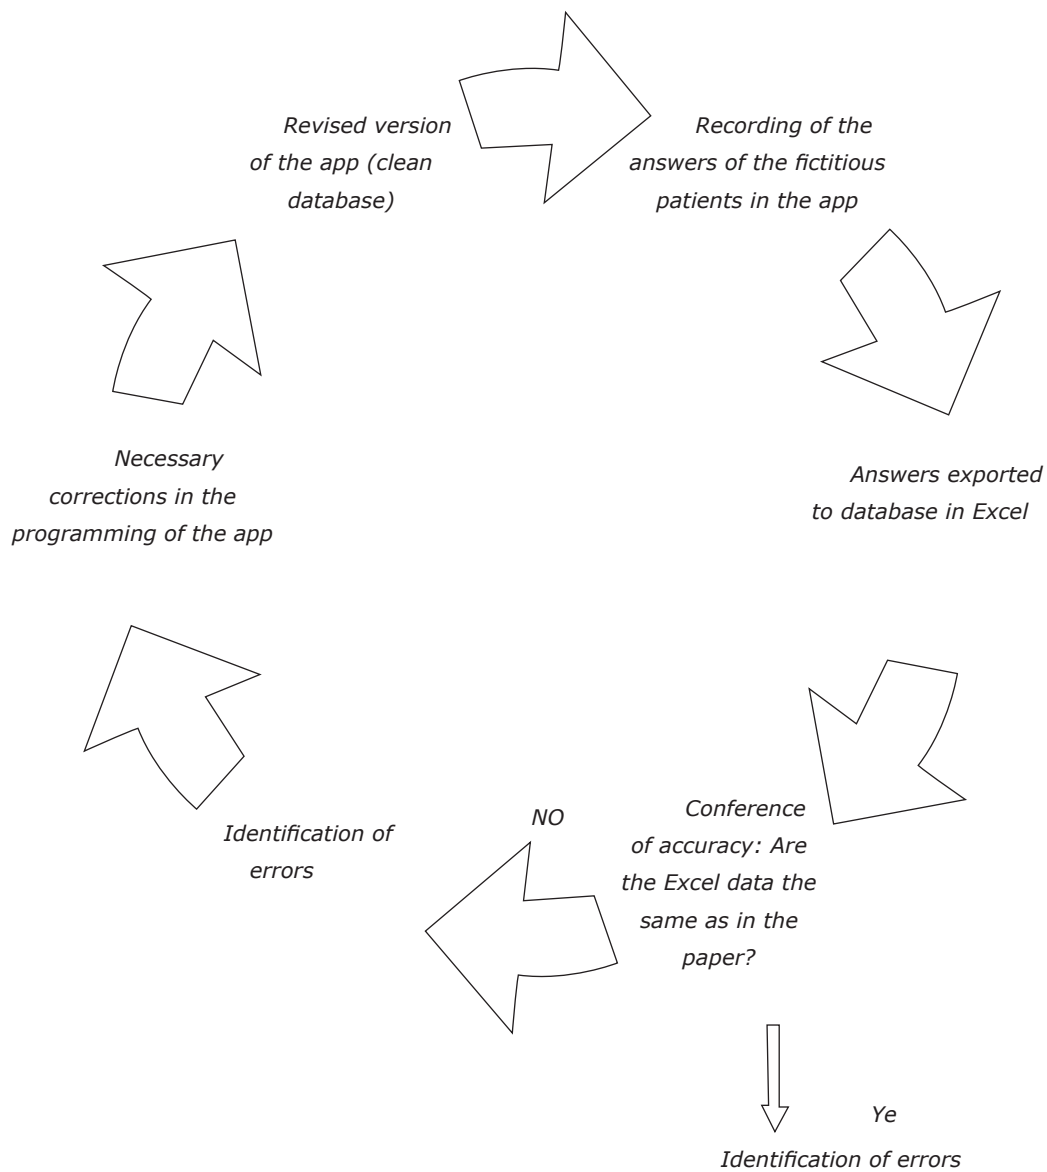 Revised version
of the app (clean
database)
Recording of the
answers of the fictitious
patients in the app
Answers exported
to database in Excel
Conference
of accuracy: Are
the Excel data the
same as in the
paper?
NO
Identification of
errors
Necessary
corrections in the
programming of the app
Ye
Identification of errors